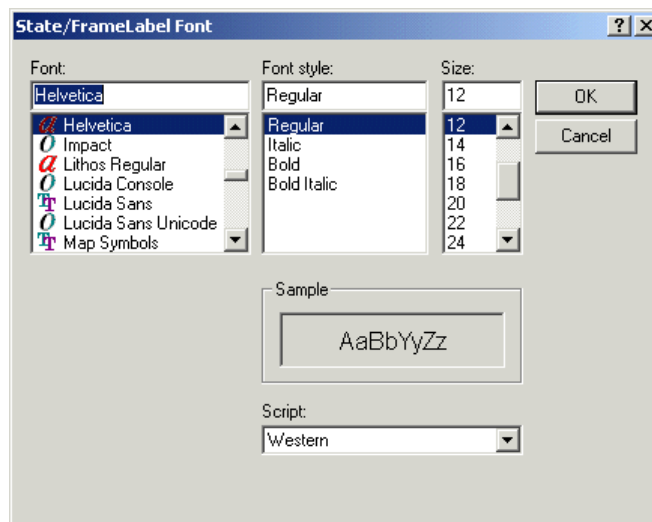 State/FrameLabel Font
Font:
Font style:
Size:
Helvetica
Regular
12
OK
Cancel
Helvetica
Impact
Lithos Regular
Lucida Console
Lucida Sans
Lucida Sans Unicode
Map Symbols
Regular
Italic
Bold
Bold Italic
12
14
16
18
20
22
24
Sample
AaBbYyZz
Script:
Western